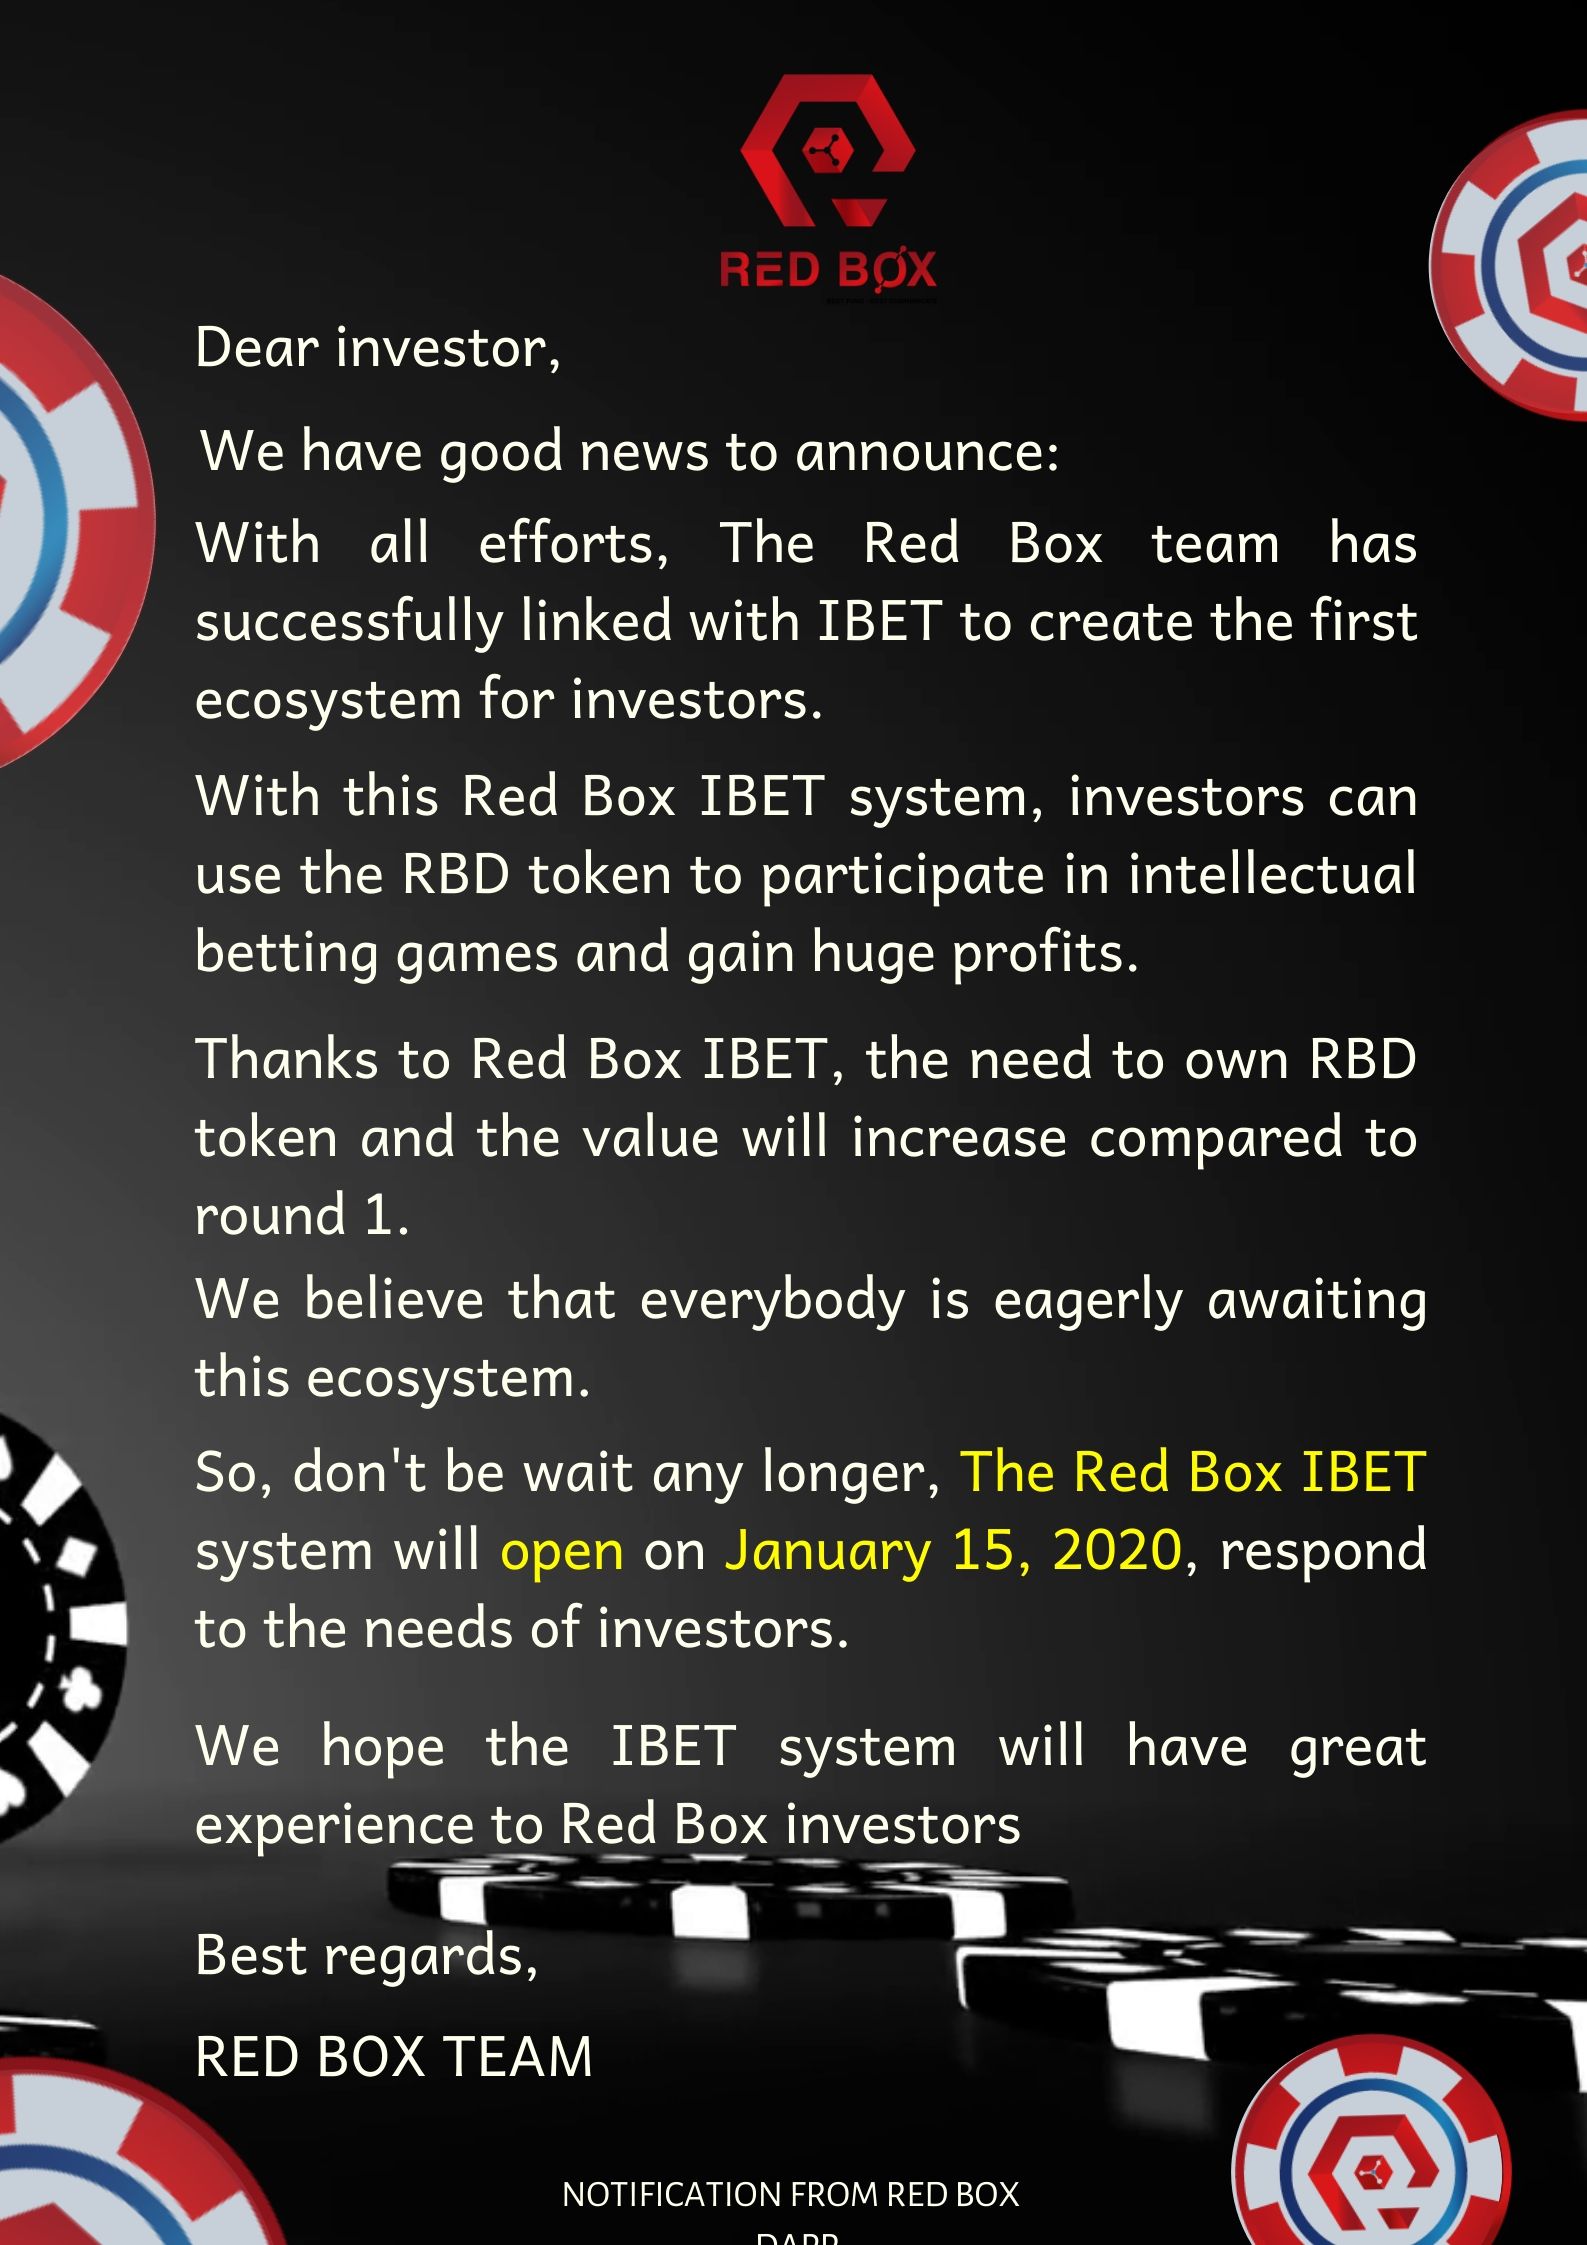 RED BOX
Dear investor,
We have good news to announce:
With all efforts, The Red Box team has
successfully linked with IBET to create the first
ecosystem for investors.
With this Red Box IBET system, investors can
use the RBD token to participate in intellectual
betting games and gain huge profits.
Thanks to Red Box IBET, the need to own RBD
token and the value will increase compared to
round 1.
We believe that everybody is eagerly awaiting
this ecosystem.
So, don't be wait any longer, The Red Box IBET
system will open on January 15, 2020, respond
to the needs of investors.
We hope the IBET system will have great
experience to Red Box investors
Best regards,
RED BOX TEAM
NOTIFICATION FROM RED BOX
DAPP